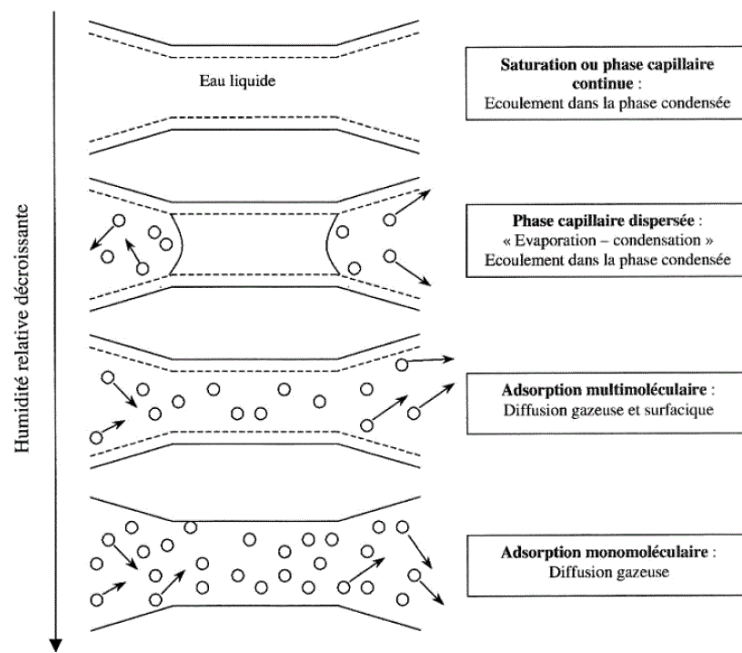 Saturation ou phase capillaire
continue :
Ecoulement dans la phase condensée
Eau liquide
Phase capillaire dispersée :
« Evaporation – condensation »
Ecoulement dans la phase condensée
Humidité relative décroissante
Adsorption multimoléculaire :
Diffusion gazeuse et surfacique
Adsorption monomoléculaire :
Diffusion gazeuse